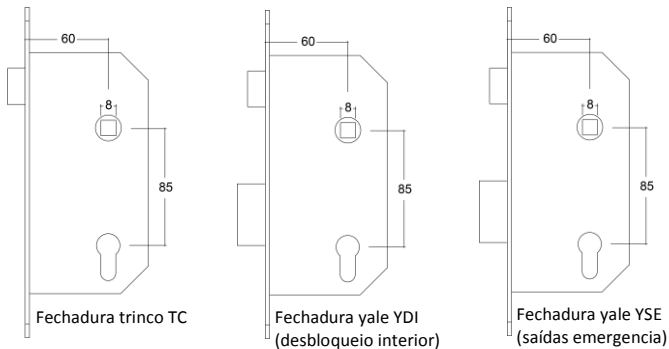 60
8
85
Fechadura trinco TC
60
8
85
Fechadura yale YDI
(desbloqueio interior)
60
8
85
Fechadura yale YSE
(saídas emergencia)